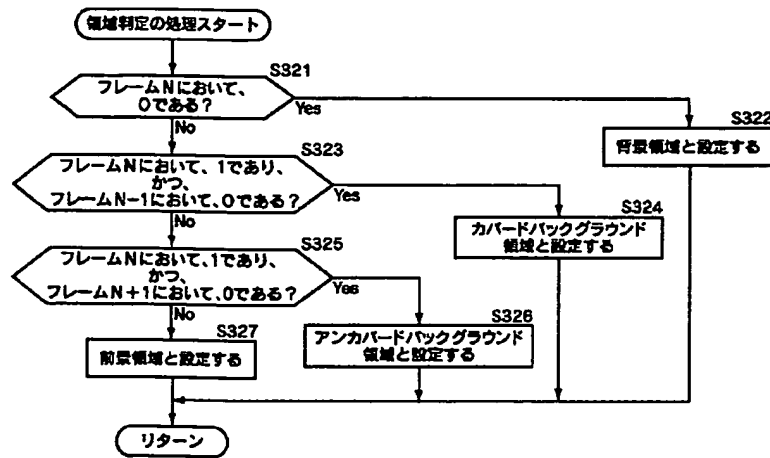 領域判定の処理スタート
S321
フレームNにおいて、
0である?
Yes
No
S322
背景領域と設定する
S323
フレームNにおいて、1であり、
かつ、
フレームN-1において、0である?
Yes
No
S324
カバードバックグラウンド
領域と設定する
S325
フレームNにおいて、1であり、
かつ、
フレームN+1において、0である?
Yes
No
S326
アンカバードバックグラウンド
領域と設定する
S327
前景領域と設定する
リターン